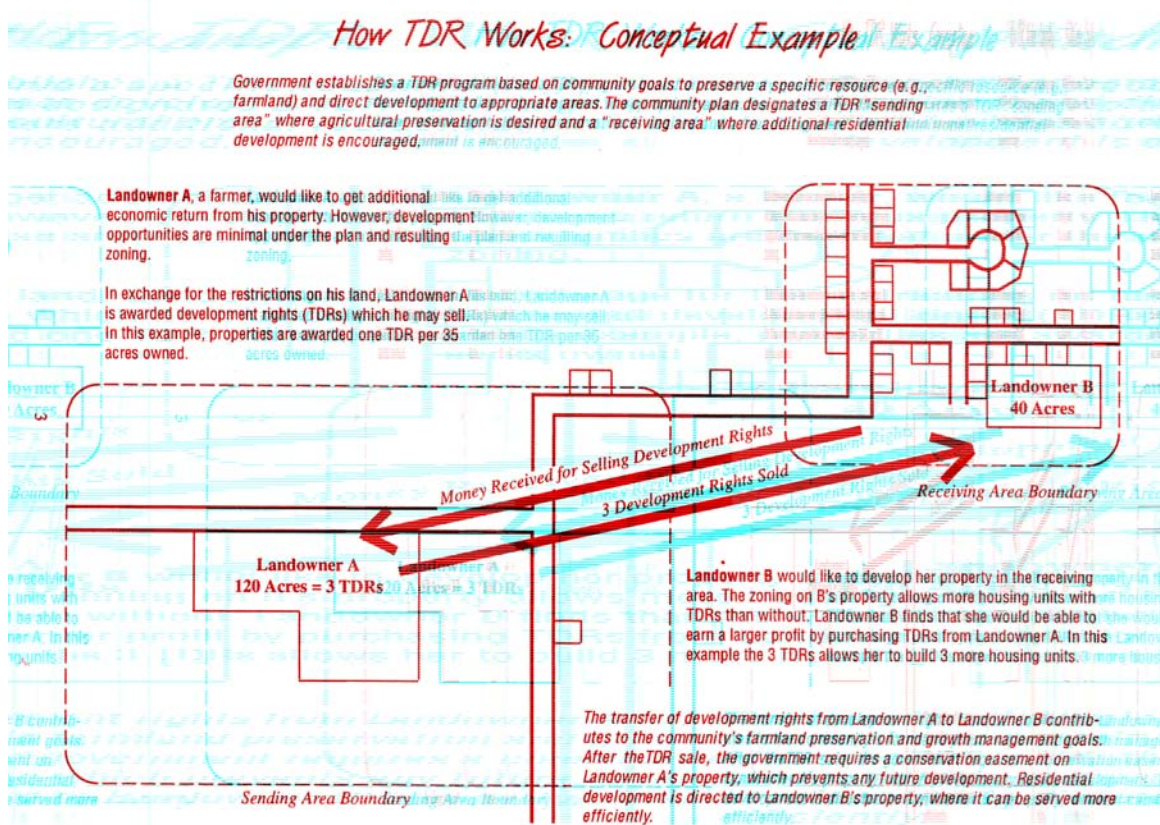 How TDR Works: Conceptual Example
Government establishes a TDR program based on community goals to preserve a specific resource (e.g.,
farmland) and direct development to appropriate areas. The community plan designates a TDR "sending
area" where agricultural preservation is desired and a "receiving area" where additional residential
development is encouraged.
Landowner A, a farmer, would like to get additional
economic return from his property. However, development
opportunities are minimal under the plan and resulting
zoning.
In exchange for the restrictions on his land, Landowner A
is awarded development rights (TDRs) which he may sell.
In this example, properties are awarded one TDR per 35
acres owned.
Landowner B
40 Acres
Money Received for Selling Development Rights
3 Development Rights Sold
Receiving Area Boundary
Landowner A
120 Acres = 3 TDRs
Landowner B would like to develop her property in the receiving
area. The zoning on B's property allows more housing units with
TDRs than without. Landowner B finds that she would be able to
earn a larger profit by purchasing TDRs from Landowner A. In this
example the 3 TDRs allows her to build 3 more housing units.
The transfer of development rights from Landowner A to Landowner B contrib-
utes to the community's farmland preservation and growth management goals.
After the TDR sale, the government requires a conservation easement on
Landowner A's property, which prevents any future development. Residential
development is directed to Landowner B's property, where it can be served more
efficiently.
Sending Area Boundary